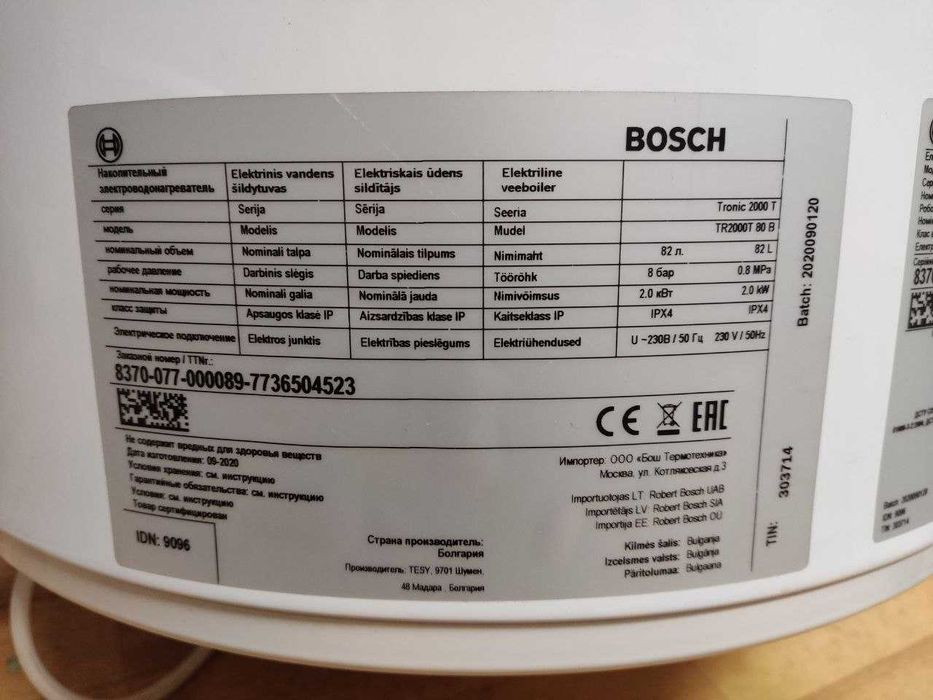 BOSCH
Накопительный электроводонагреватель Elektrinis vandens šildytuvas Elektriskais ūdens sildītājs Elektriline veeboiler
серия Serija Sērija Seeria Tronic 2000 T
модель Modelis Modelis Mudel TR2000T 80 B
номинальный объем Nominali talpa Nominālais tilpums Nimimaht 82 л. 82 L
рабочее давление Darbinis slėgis Darba spiediens Töörõhk 8 бар 0.8 MPa
номинальная мощность Nominali galia Nominālā jauda Nimivõimsus 2.0 кВт 2.0 kW
класс защиты Apsaugos klasė IP Aizsardzības klase IP Kaitseklass IP IPX4 IPX4
Электрическое подключение Elektros junktis Elektrības pieslēgums Elektriühendused U ~230В / 50 Гц 230 V / 50Hz
Заказной номер / TTNr.:
8370-077-000089-7736504523
CE EAC
Не содержит вредных для здоровья веществ
Дата изготовления: 09-2020
Условия хранения: см. инструкцию
Гарантийные обязательства: см. инструкцию
Условия: см. инструкцию
Товар сертифицирован
IDN: 9096
Страна производитель:
Болгария
Производитель: TESY, 9701 Шумен,
48 Мадара . Болгария
Импортер: ООО «Бош Термотехника»
Москва, ул. Котляковская д.3
Importuotojas LT: Robert Bosch UAB
Importētājs LV: Robert Bosch SIA
Importija EE: Robert Bosch OÜ
Kilmės šalis: Bulgarija
Izcelsmes valsts: Bulgārija
Päritolumaa: Bulgaaria
Batch: 2020090120
TIN: 303714
8370
Batch: 2020090120
IDN: 9096
TIN: 303714